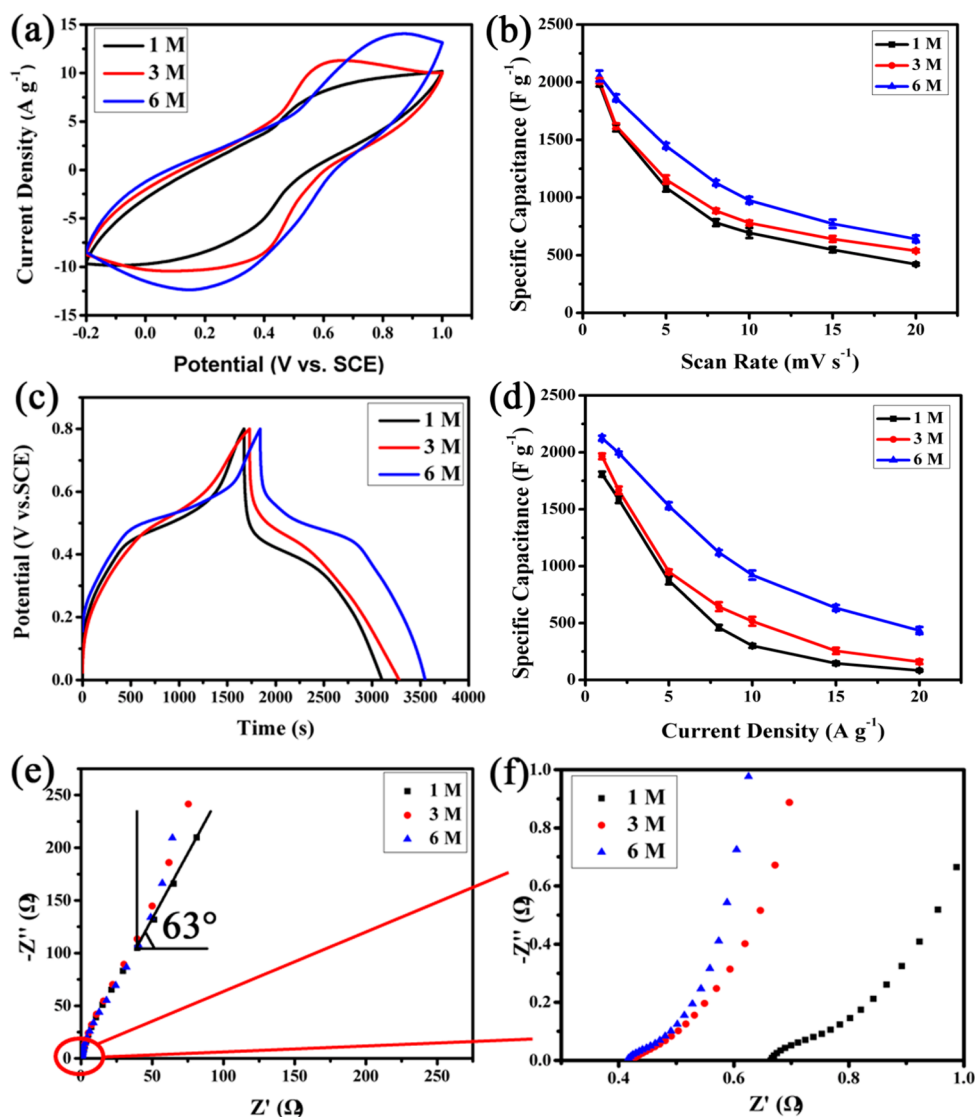 (a)
1 M
3 M
6 M
Current Density (A g⁻¹)
15
10
5
0
-5
-10
-15
-0.2 0.0 0.2 0.4 0.6 0.8 1.0
Potential (V vs. SCE)
(b)
1 M
3 M
6 M
Specific Capacitance (F g⁻¹)
2500
2000
1500
1000
500
0
5 10 15 20
Scan Rate (mV s⁻¹)
(c)
1 M
3 M
6 M
Potential (V vs.SCE)
0.8
0.6
0.4
0.2
0.0
0 500 1000 1500 2000 2500 3000 3500 4000
Time (s)
(d)
1 M
3 M
6 M
Specific Capacitance (F g⁻¹)
2500
2000
1500
1000
500
0
0 5 10 15 20
Current Density (A g⁻¹)
(e)
1 M
3 M
6 M
-Z'' (Ω)
250
200
150
100
50
0
63°
0 50 100 150 200 250
Z' (Ω)
(f)
1 M
3 M
6 M
-Z'' (Ω)
1.0
0.8
0.6
0.4
0.2
0.0
0.4 0.6 0.8 1.0
Z' (Ω)